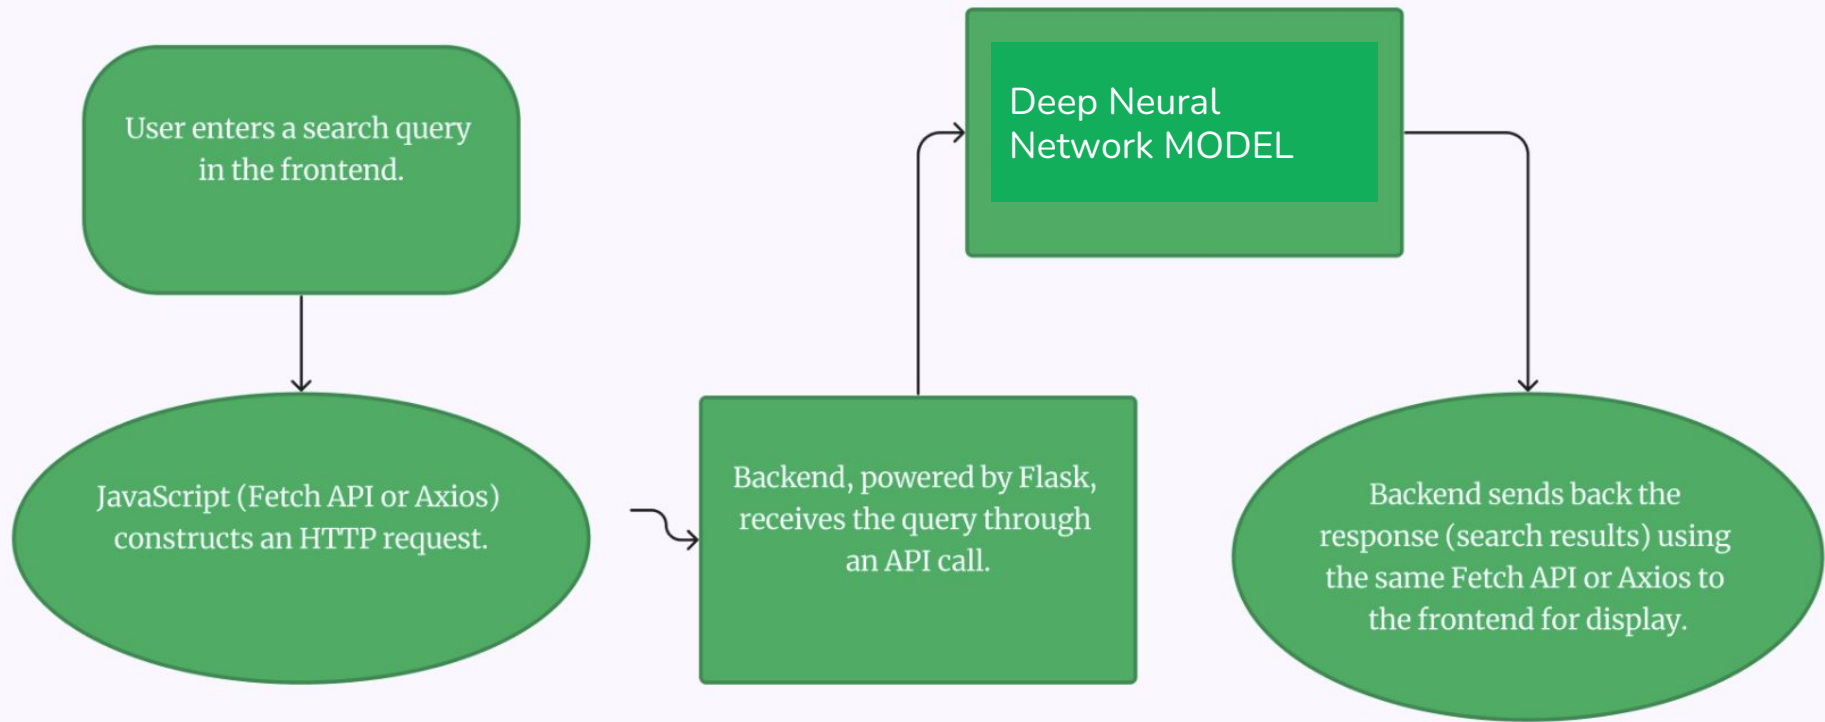 User enters a search query
in the frontend.
JavaScript (Fetch API or Axios)
constructs an HTTP request.
Backend, powered by Flask,
receives the query through
an API call.
Deep Neural
Network MODEL
Backend sends back the
response (search results) using
the same Fetch API or Axios to
the frontend for display.